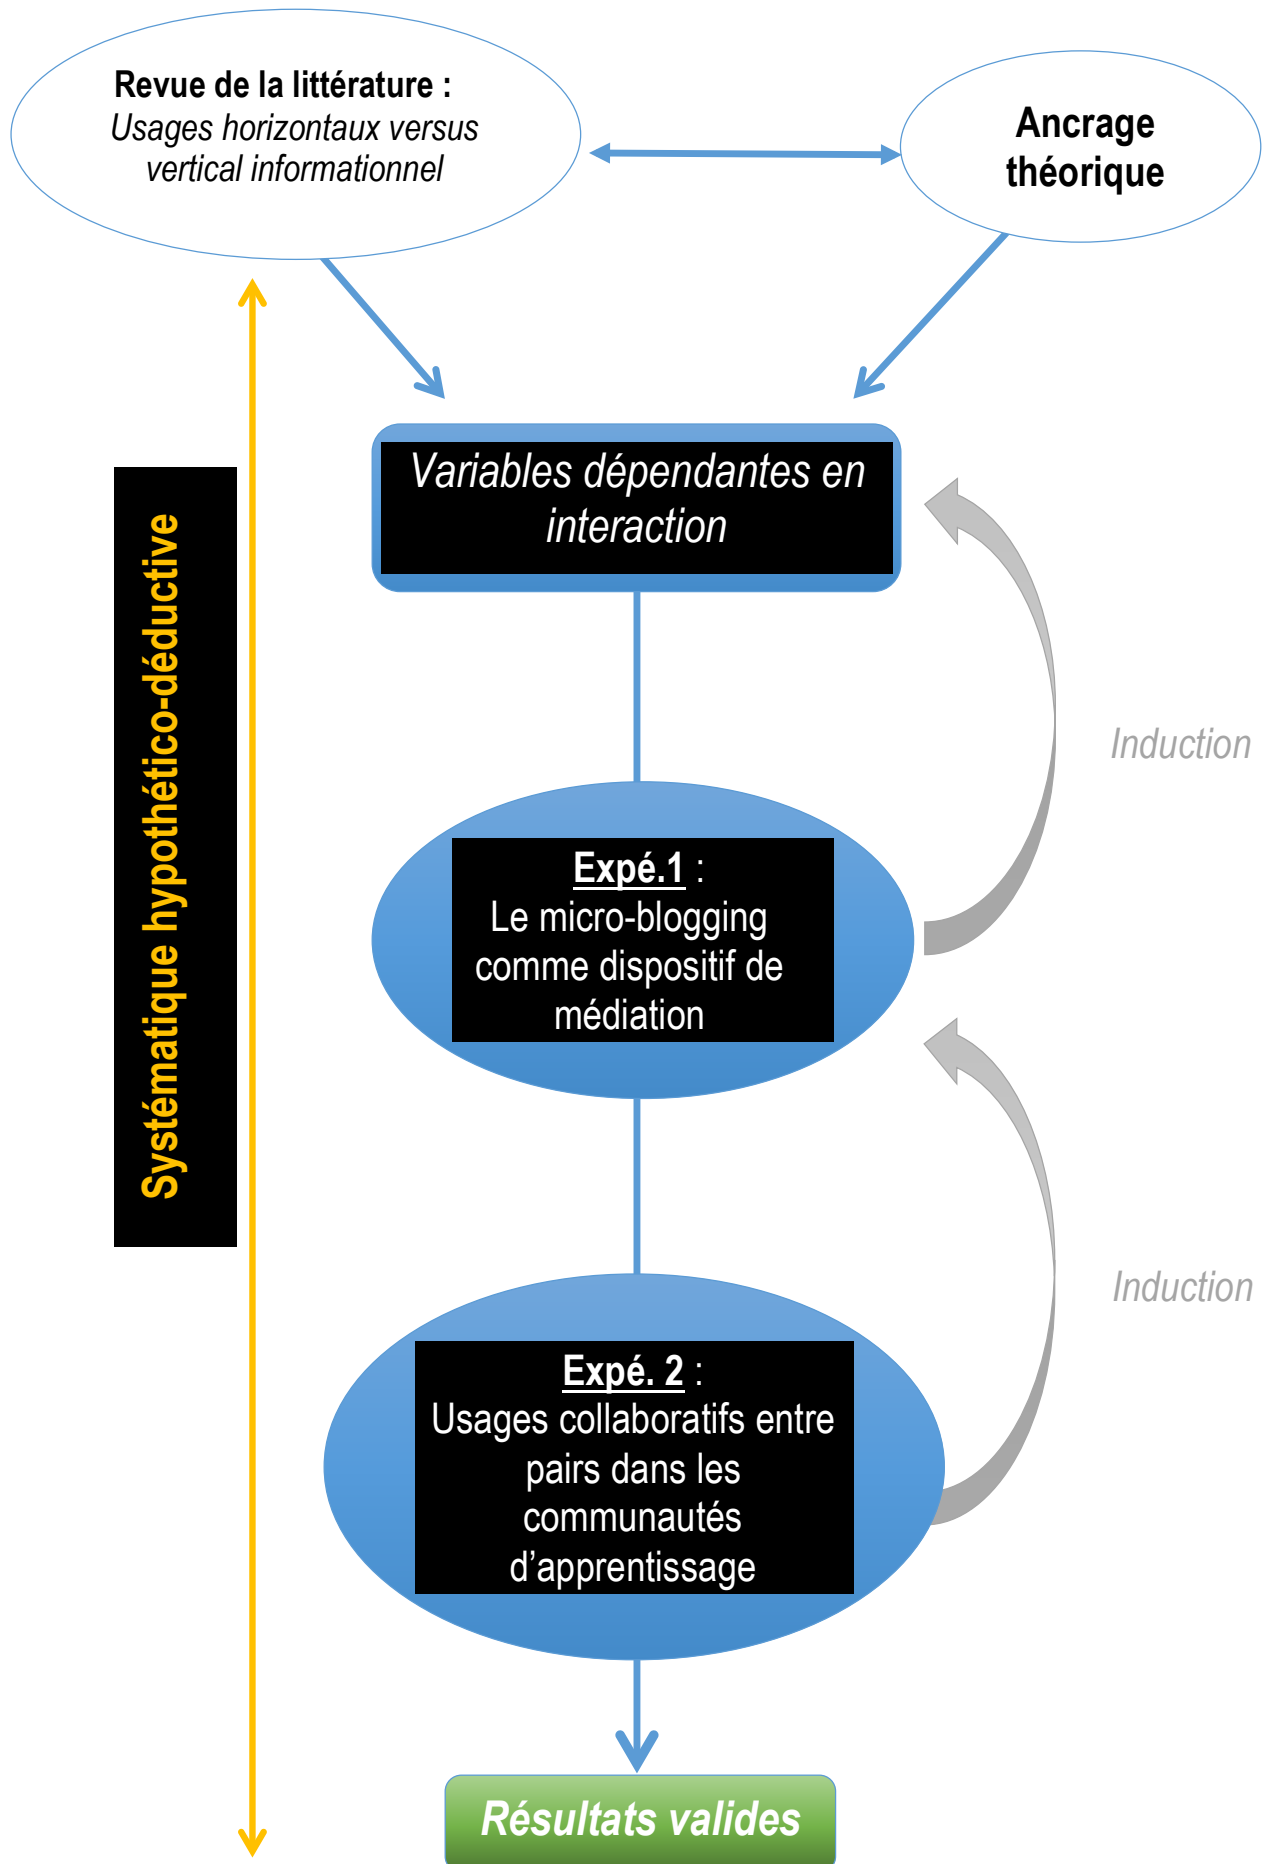 Revue de la littérature :
Usages horizontaux versus
vertical informationnel
Ancrage
théorique
Variables dépendantes en
interaction
Systématique hypothético-déductive
Induction
Expé.1 :
Le micro-blogging
comme dispositif de
médiation
Induction
Expé. 2 :
Usages collaboratifs entre
pairs dans les
communautés
d’apprentissage
Résultats valides